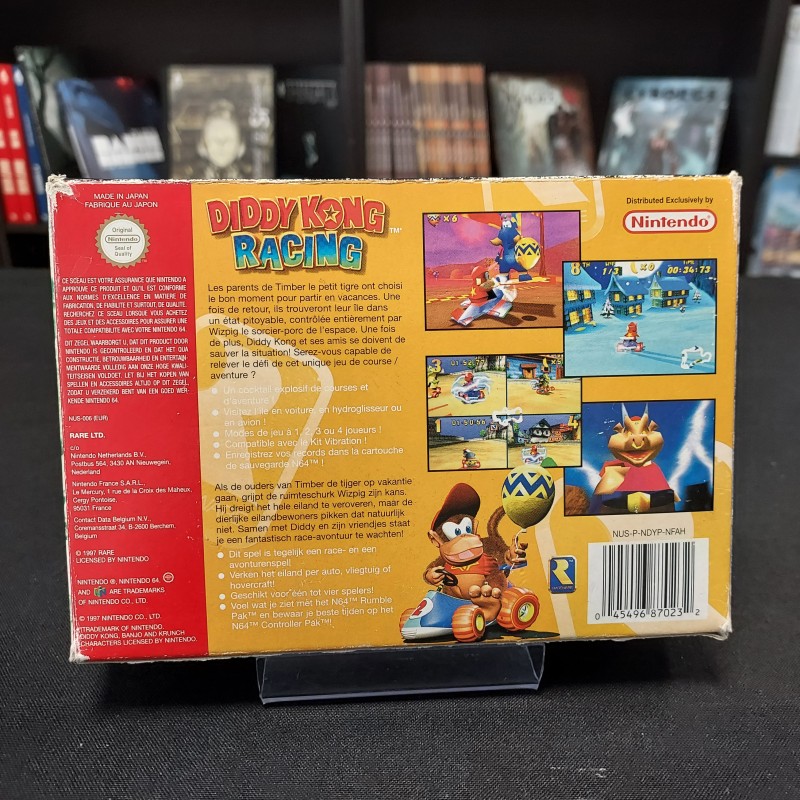 MADE IN JAPAN
FABRIQUE AU JAPON
Original
Nintendo
Seal of
Quality
CE SCEAU EST VOTRE ASSURANCE QUE NINTENDO A
APPROUVE CE PRODUIT ET QU'IL EST CONFORME
AUX NORMES D'EXCELLENCE EN MATIERE DE
FABRICATION, DE FIABILITE ET SURTOUT, DE QUALITE.
RECHERCHEZ CE SCEAU LORSQUE VOUS ACHETEZ
DES JEUX ET DES ACCESSOIRES POUR ASSURER UNE
TOTALE COMPATIBILITE AVEC VOTRE NINTENDO 64.
DIT ZEGEL WAARBORGT U, DAT DIT PRODUCT DOOR
NINTENDO IS GECONTROLEERD EN DAT HET QUA
CONSTRUCTIE, BETROUWBAARHEID EN ENTERTAIN-
MENTWAARDE VOLLEDIG AAN ONZE HOGE KWALI-
TEITSEISEN VOLDOET. LET BIJ HET KOPEN VAN
SPELLEN EN ACCESSOIRES ALTIJD OP DIT ZEGEL,
ZODAT U VERZEKERD BENT VAN EEN GOED WER-
KENDE NINTENDO 64.
NUS-006 (EUR)
RARE LTD.
c/o
Nintendo Netherlands B.V.,
Postbus 564, 3430 AN Nieuwegein,
Nederland
Nintendo France S.A.R.L.,
Le Mercury, 1 rue de la Croix des Maheux,
Cergy Pontoise,
95031 France
Contact Data Belgium N.V.,
Coremansstraat 34, B-2600 Berchem,
Belgium
© 1997 RARE
LICENSED BY NINTENDO
NINTENDO ®, NINTENDO 64,
AND ARE TRADEMARKS
OF NINTENDO CO., LTD.
© 1997 NINTENDO CO., LTD.
TRADEMARK OF NINTENDO.
DIDDY KONG, BANJO AND KRUNCH
CHARACTERS LICENSED BY NINTENDO.
DIDDY KONG
RACING ™
Les parents de Timber le petit tigre ont choisi
le bon moment pour partir en vacances. Une
fois de retour, ils trouveront leur île dans
un état pitoyable, contrôlée entièrement par
Wizpig le sorcier-porc de l'espace. Une fois
de plus, Diddy Kong et ses amis se doivent de
sauver la situation! Serez-vous capable de
relever le défi de cet unique jeu de course /
aventure ?
● Un cocktail explosif de courses et
d'aventure
● Visitez l'île en voiture, en hydroglisseur ou
en avion !
● Modes de jeu à 1, 2, 3 ou 4 joueurs !
● Compatible avec le Kit Vibration !
● Enregistrez vos records dans la cartouche
de sauvegarde N64™ !
Als de ouders van Timber de tijger op vakantie
gaan, grijpt de ruimteschurk Wizpig zijn kans.
Hij dreigt het hele eiland te veroveren, maar de
dierlijke eilandbewoners pikken dat natuurlijk
niet. Samen met Diddy en zijn vriendjes staat
je een fantastisch race-avontuur te wachten!
● Dit spel is tegelijk een race- en een
avonturenspel!
● Verken het eiland per auto, vliegtuig of
hovercraft!
● Geschikt voor één tot vier spelers!
● Voel wat je ziet met het N64™ Rumble
Pak™ en bewaar je beste tijden op het
N64™ Controller Pak™!
Distributed Exclusively by
Nintendo
x6
8TH 1/3 x0 00:34:73
3
01:50:56
4
NUS-P-NDYP-NFAH
R
0 45496 87023 2